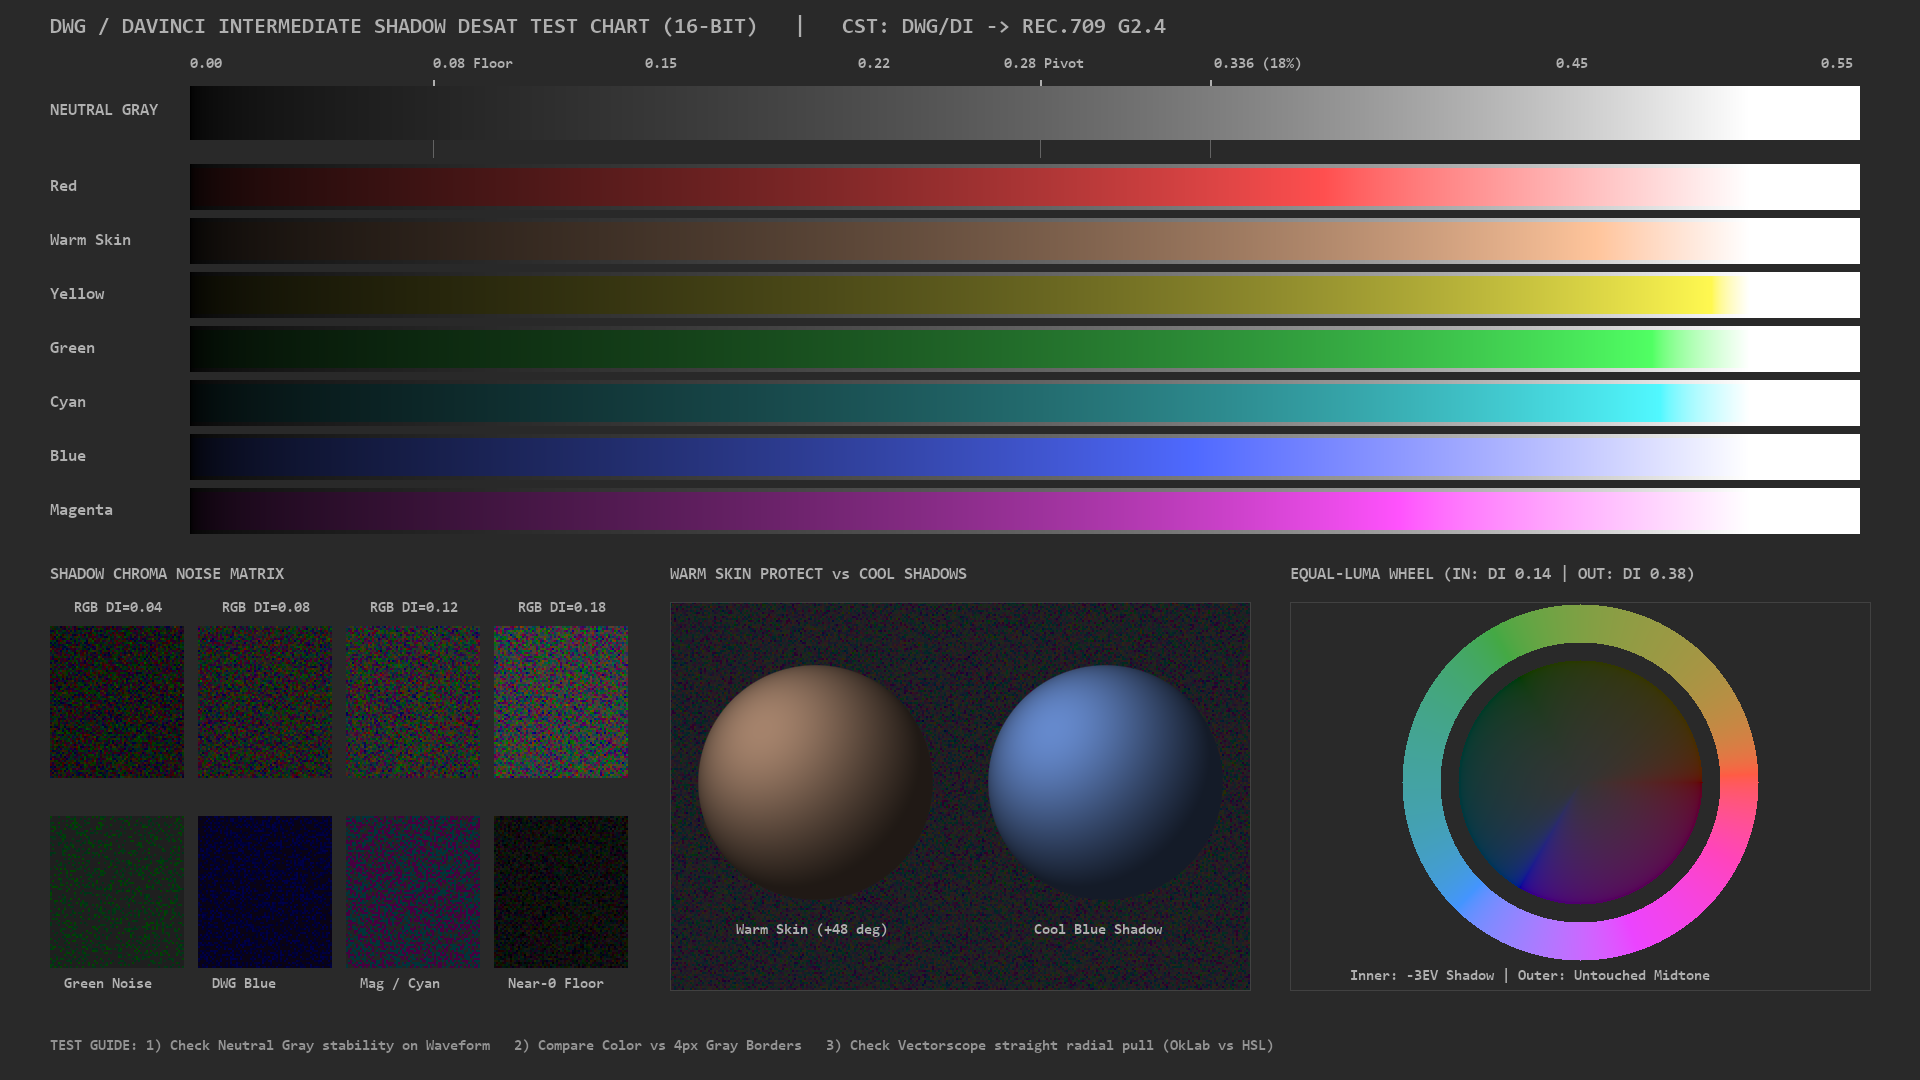 DWG / DAVINCI INTERMEDIATE SHADOW DESAT TEST CHART (16-BIT) | CST: DWG/DI -> REC.709 G2.4
0.00 0.08 Floor 0.15 0.22 0.28 Pivot 0.336 (18%) 0.45 0.55
NEUTRAL GRAY
Red
Warm Skin
Yellow
Green
Cyan
Blue
Magenta
SHADOW CHROMA NOISE MATRIX
RGB DI=0.04 RGB DI=0.08 RGB DI=0.12 RGB DI=0.18
Green Noise DWG Blue Mag / Cyan Near-0 Floor
WARM SKIN PROTECT vs COOL SHADOWS
Warm Skin (+48 deg) Cool Blue Shadow
EQUAL-LUMA WHEEL (IN: DI 0.14 | OUT: DI 0.38)
Inner: -3EV Shadow | Outer: Untouched Midtone
TEST GUIDE: 1) Check Neutral Gray stability on Waveform 2) Compare Color vs 4px Gray Borders 3) Check Vectorscope straight radial pull (OkLab vs HSL)